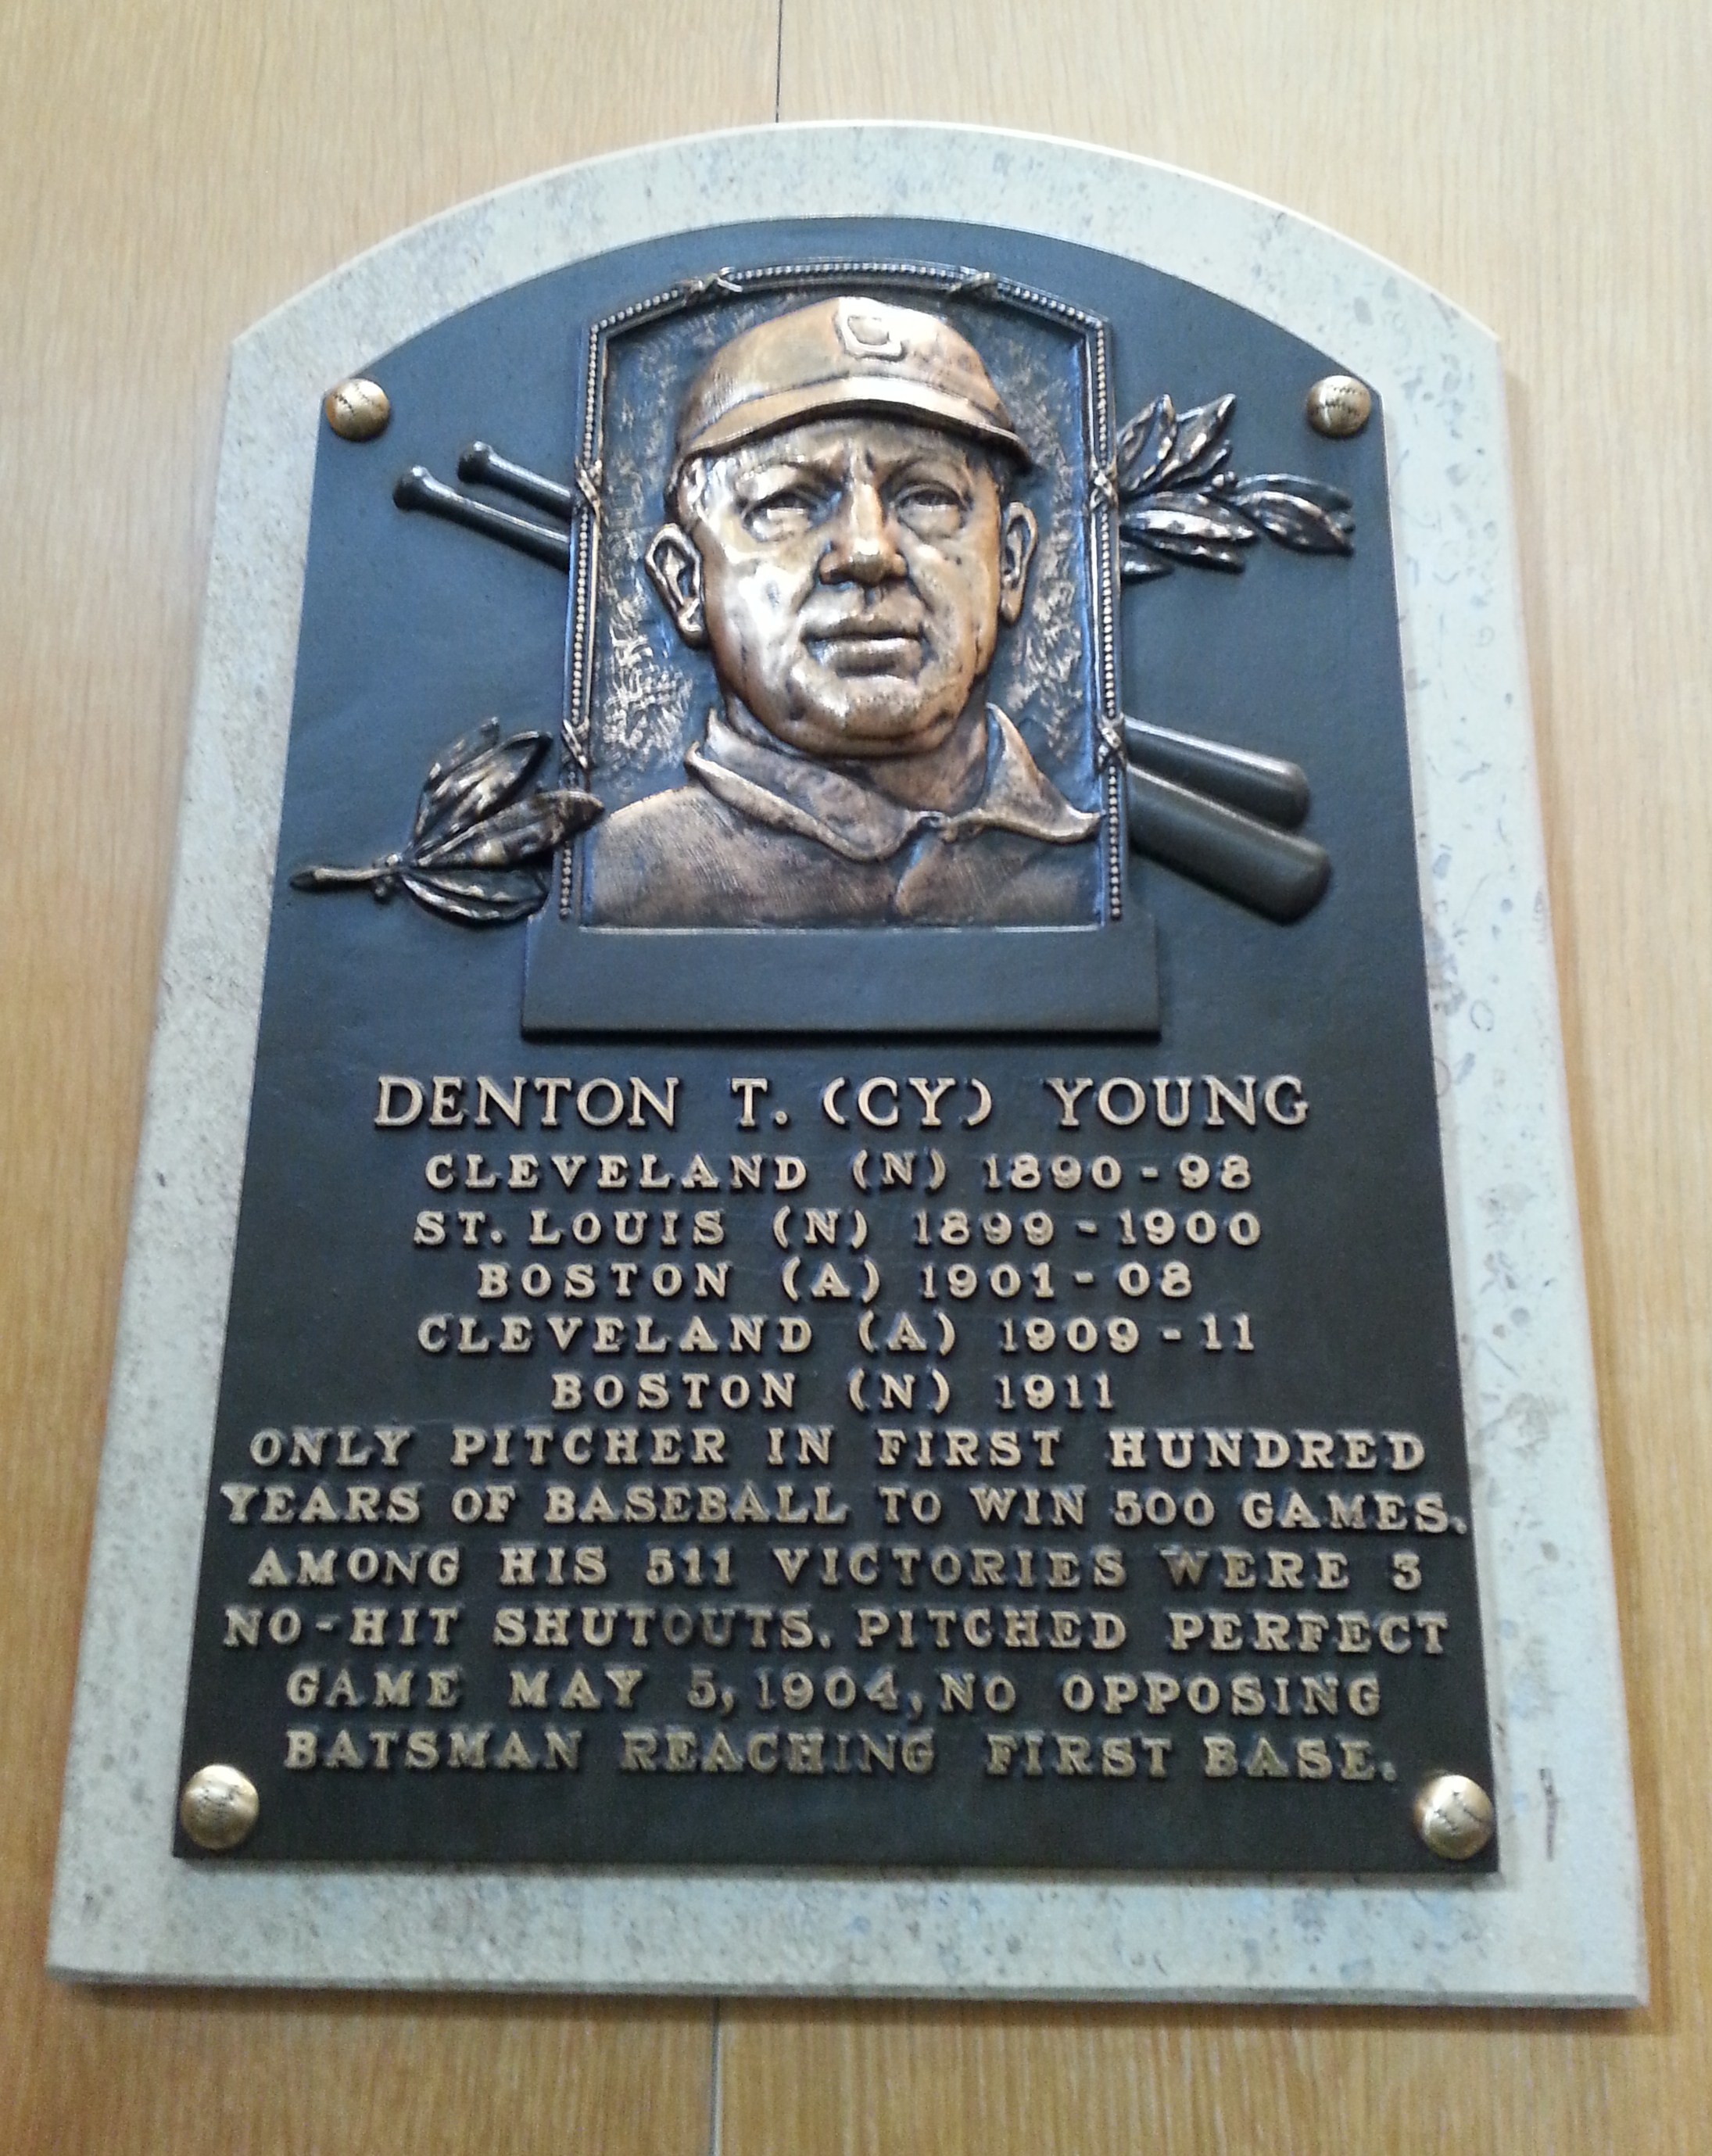 C
DENTON T. (CY) YOUNG
CLEVELAND (N) 1890-98
ST. LOUIS (N) 1899-1900
BOSTON (A) 1901-08
CLEVELAND (A) 1909-11
BOSTON (N) 1911
ONLY PITCHER IN FIRST HUNDRED
YEARS OF BASEBALL TO WIN 500 GAMES.
AMONG HIS 511 VICTORIES WERE 3
NO-HIT SHUTOUTS. PITCHED PERFECT
GAME MAY 5, 1904, NO OPPOSING
BATSMAN REACHING FIRST BASE.